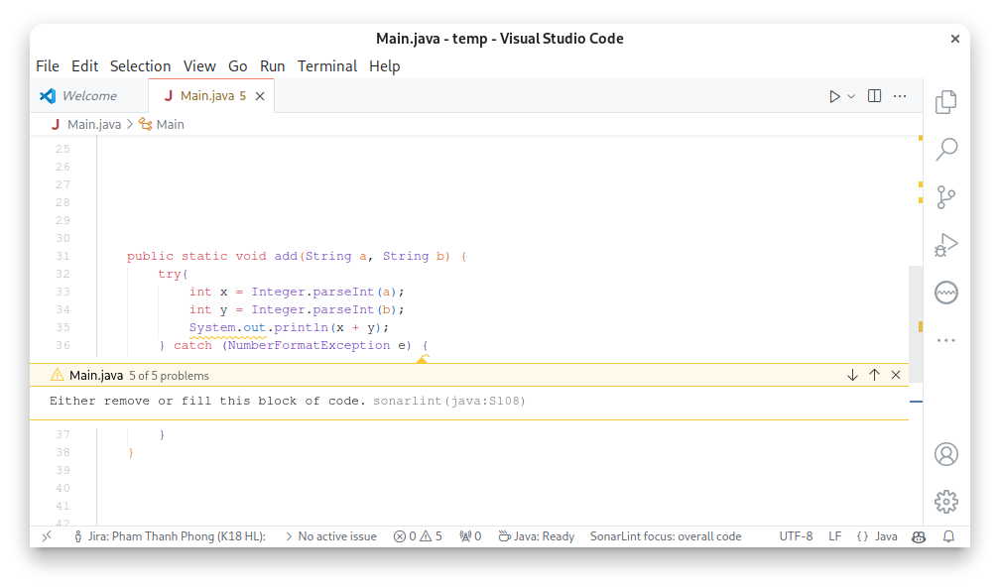 Main.java - temp - Visual Studio Code
File Edit Selection View Go Run Terminal Help
Welcome J Main.java 5
J Main.java > Main
25
26
27
28
29
30
31 public static void add(String a, String b) {
32 try{
33 int x = Integer.parseInt(a);
34 int y = Integer.parseInt(b);
35 System.out.println(x + y);
36 } catch (NumberFormatException e) {
Main.java 5 of 5 problems
Either remove or fill this block of code. sonarlint(java:S108)
37 }
38 }
39
40
41
42
Jira: Pham Thanh Phong (K18 HL): > No active issue 0 5 0 Java: Ready SonarLint focus: overall code UTF-8 LF {} Java